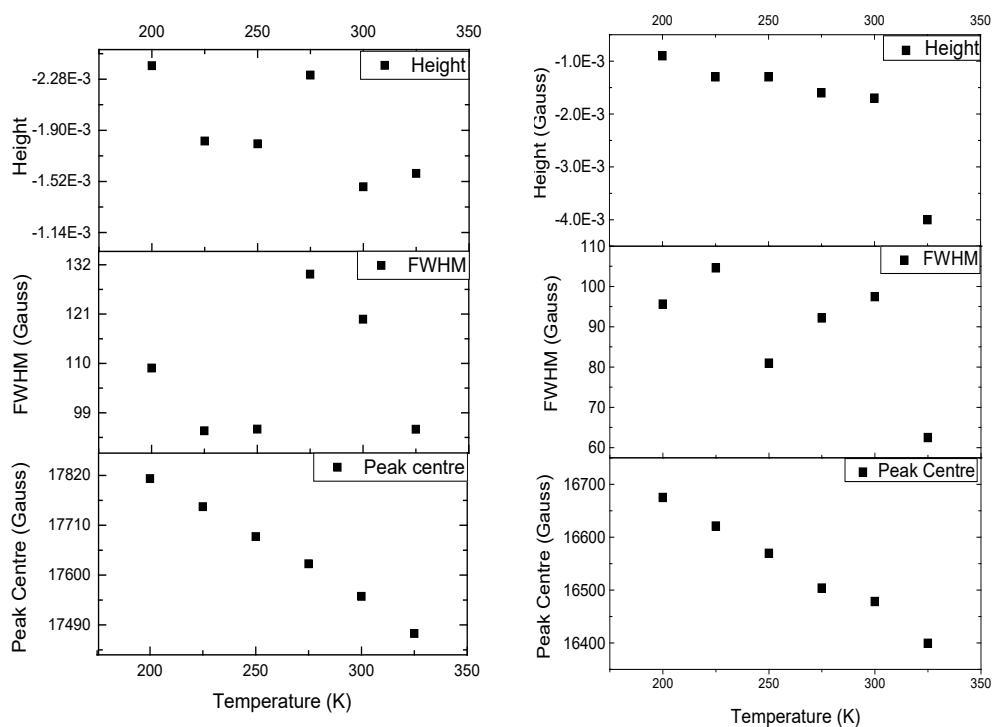 200 250 300 350
Height
-2.28E-3
-1.90E-3
-1.52E-3
-1.14E-3
Height
FWHM
132
121
110
99
FWHM (Gauss)
Peak centre
17820
17710
17600
17490
Peak Centre (Gauss)
200 250 300 350
Temperature (K)
200 250 300 350
Height
-1.0E-3
-2.0E-3
-3.0E-3
-4.0E-3
Height (Gauss)
FWHM
110
100
90
80
70
60
FWHM (Gauss)
Peak Centre
16700
16600
16500
16400
Peak Centre (Gauss)
200 250 300 350
Temperature (K)